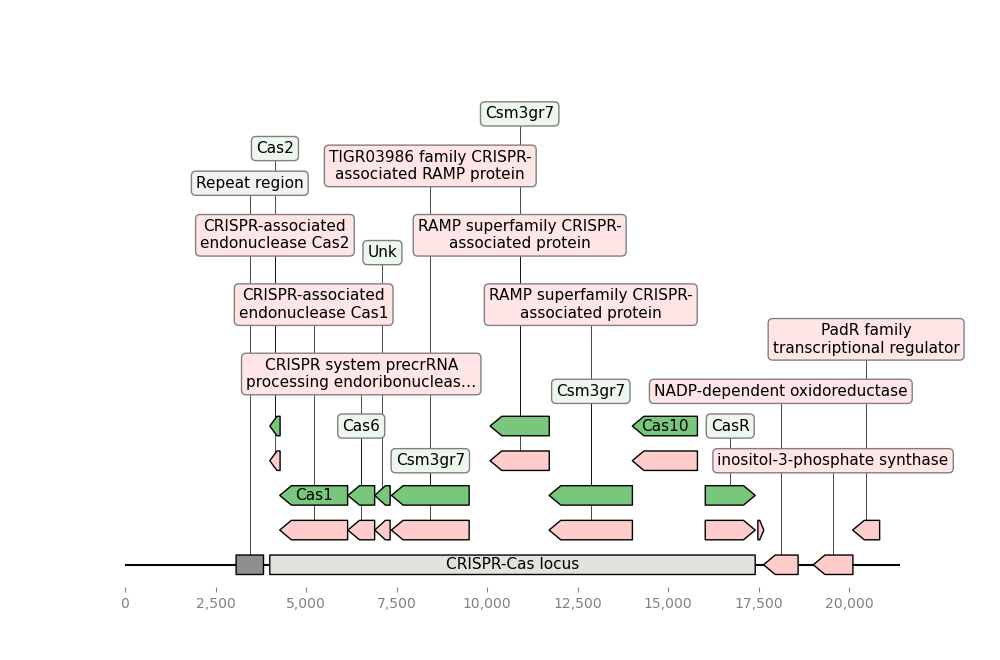 Csm3gr7
Cas2
TIGR03986 family CRISPR-
associated RAMP protein
Repeat region
CRISPR-associated
endonuclease Cas2
RAMP superfamily CRISPR-
associated protein
Unk
CRISPR-associated
endonuclease Cas1
RAMP superfamily CRISPR-
associated protein
PadR family
transcriptional regulator
CRISPR system precrRNA
processing endoribonucleas...
Csm3gr7
NADP-dependent oxidoreductase
Cas6
Cas10
CasR
Csm3gr7
inositol-3-phosphate synthase
Cas1
CRISPR-Cas locus
0 2,500 5,000 7,500 10,000 12,500 15,000 17,500 20,000